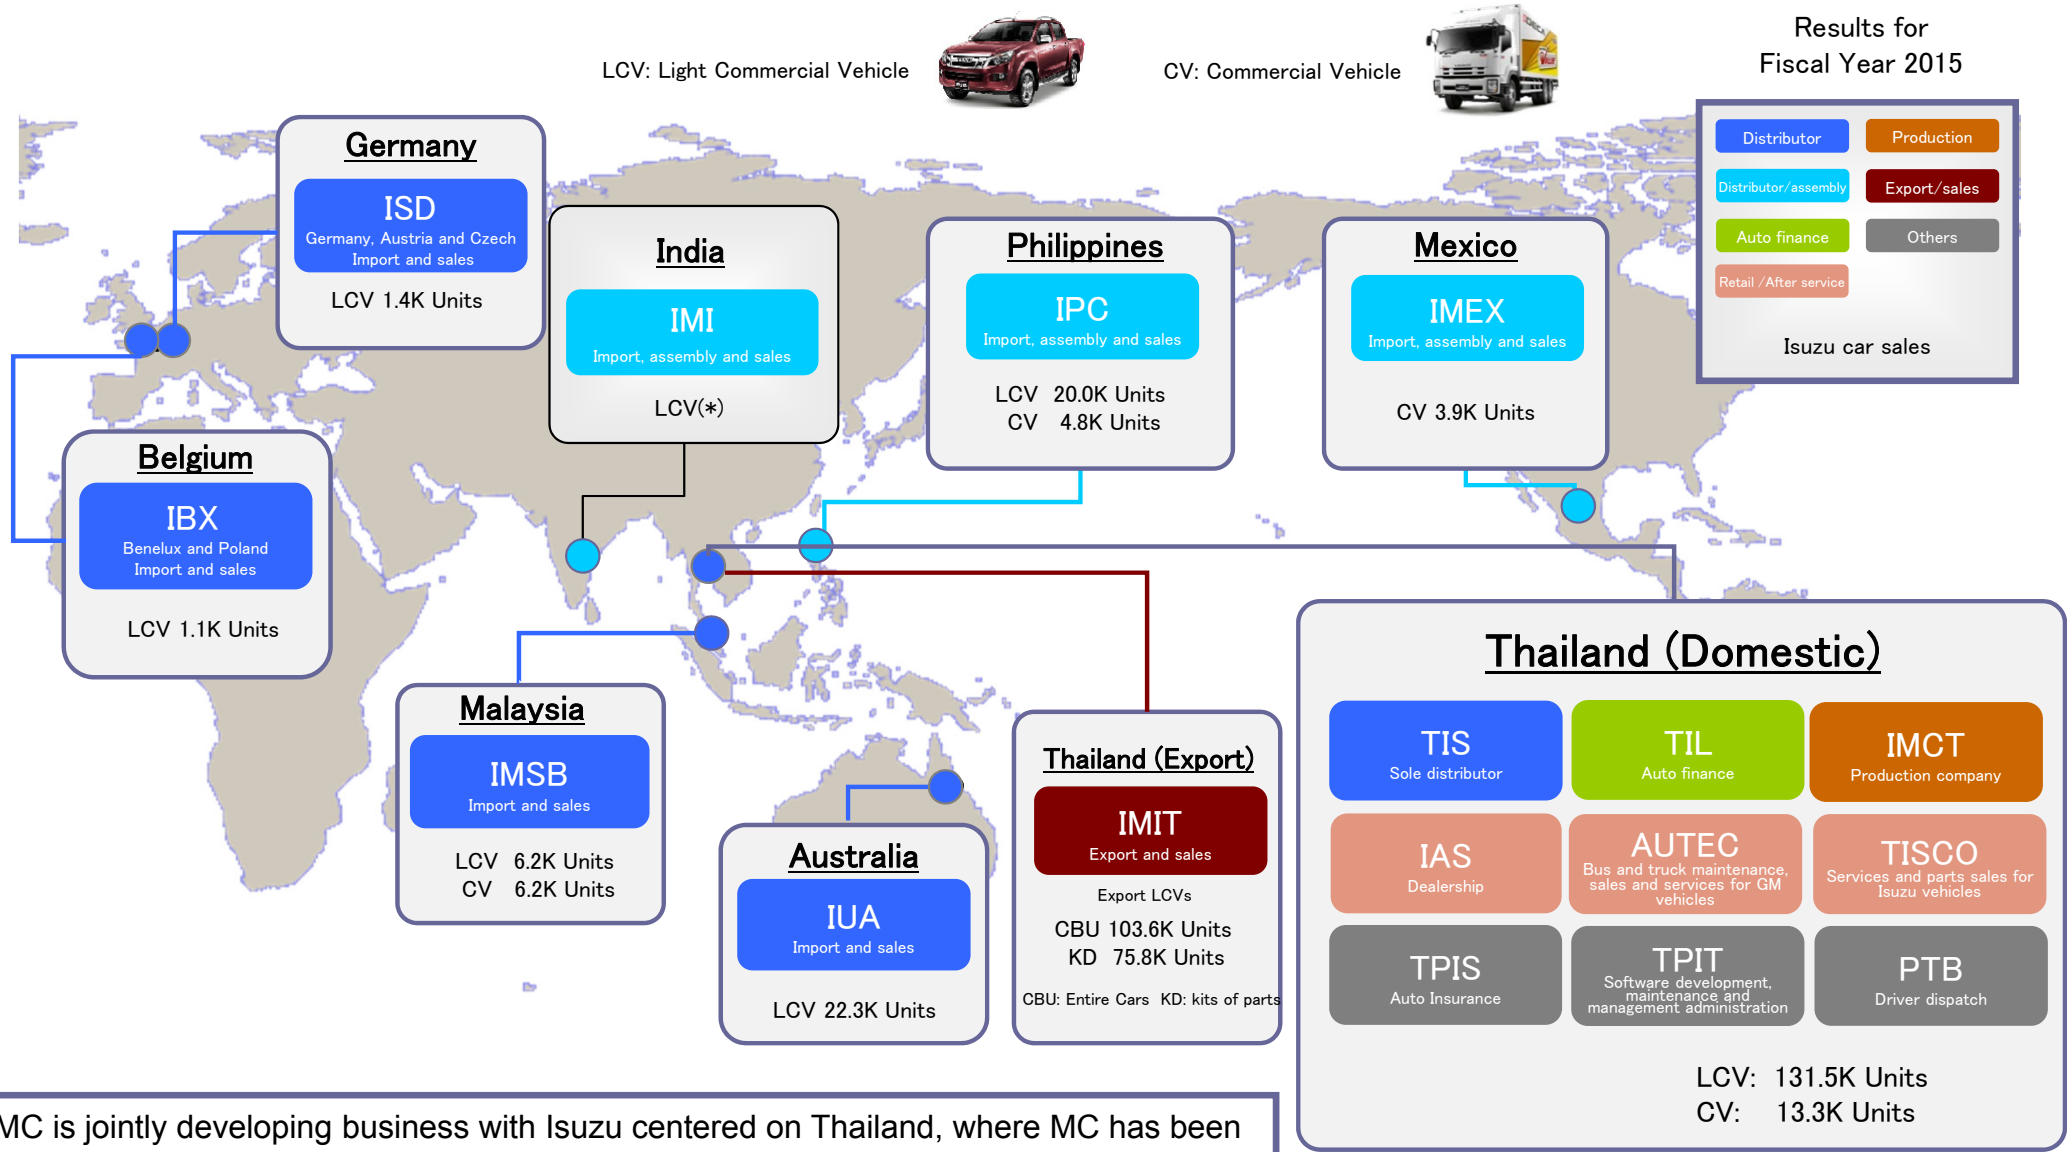 LCV: Light Commercial Vehicle
CV: Commercial Vehicle
Results for
Fiscal Year 2015
Distributor
Production
Distributor/assembly
Export/sales
Auto finance
Others
Retail /After service
Isuzu car sales
Germany
ISD
Germany, Austria and Czech
Import and sales
LCV 1.4K Units
India
IMI
Import, assembly and sales
LCV(*)
Philippines
IPC
Import, assembly and sales
LCV 20.0K Units
CV 4.8K Units
Mexico
IMEX
Import, assembly and sales
CV 3.9K Units
Belgium
IBX
Benelux and Poland
Import and sales
LCV 1.1K Units
Malaysia
IMSB
Import and sales
LCV 6.2K Units
CV 6.2K Units
Australia
IUA
Import and sales
LCV 22.3K Units
Thailand (Export)
IMIT
Export and sales
Export LCVs
CBU 103.6K Units
KD 75.8K Units
CBU: Entire Cars KD: kits of parts
Thailand (Domestic)
TIS
Sole distributor
TIL
Auto finance
IMCT
Production company
IAS
Dealership
AUTEC
Bus and truck maintenance,
sales and services for GM
vehicles
TISCO
Services and parts sales for
Isuzu vehicles
TPIS
Auto Insurance
TPIT
Software development,
maintenance and
management administration
PTB
Driver dispatch
LCV: 131.5K Units
CV: 13.3K Units
MC is jointly developing business with Isuzu centered on Thailand, where MC has been